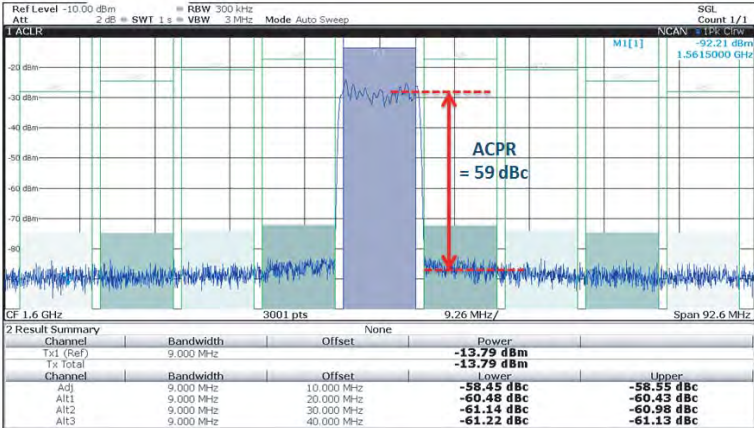 Ref Level -10.00 dBm RBW 300 kHz SGL
Att 2 dB SWT 1 s VBW 3 MHz Mode Auto Sweep Count 1/1
1 ACLR NCAN 1Pk Clrw
M1[1] -92.21 dBm
1.5615000 GHz
Tx1
-20 dBm
-30 dBm
-40 dBm
-50 dBm
-60 dBm
-70 dBm
-80
ACPR
= 59 dBc
CF 1.6 GHz 3001 pts 9.26 MHz/ Span 92.6 MHz
2 Result Summary None
Channel Bandwidth Offset Power
Tx1 (Ref) 9.000 MHz -13.79 dBm
Tx Total -13.79 dBm
Channel Bandwidth Offset Lower Upper
Adj 9.000 MHz 10.000 MHz -58.45 dBc -58.55 dBc
Alt1 9.000 MHz 20.000 MHz -60.48 dBc -60.43 dBc
Alt2 9.000 MHz 30.000 MHz -61.14 dBc -60.98 dBc
Alt3 9.000 MHz 40.000 MHz -61.22 dBc -61.13 dBc